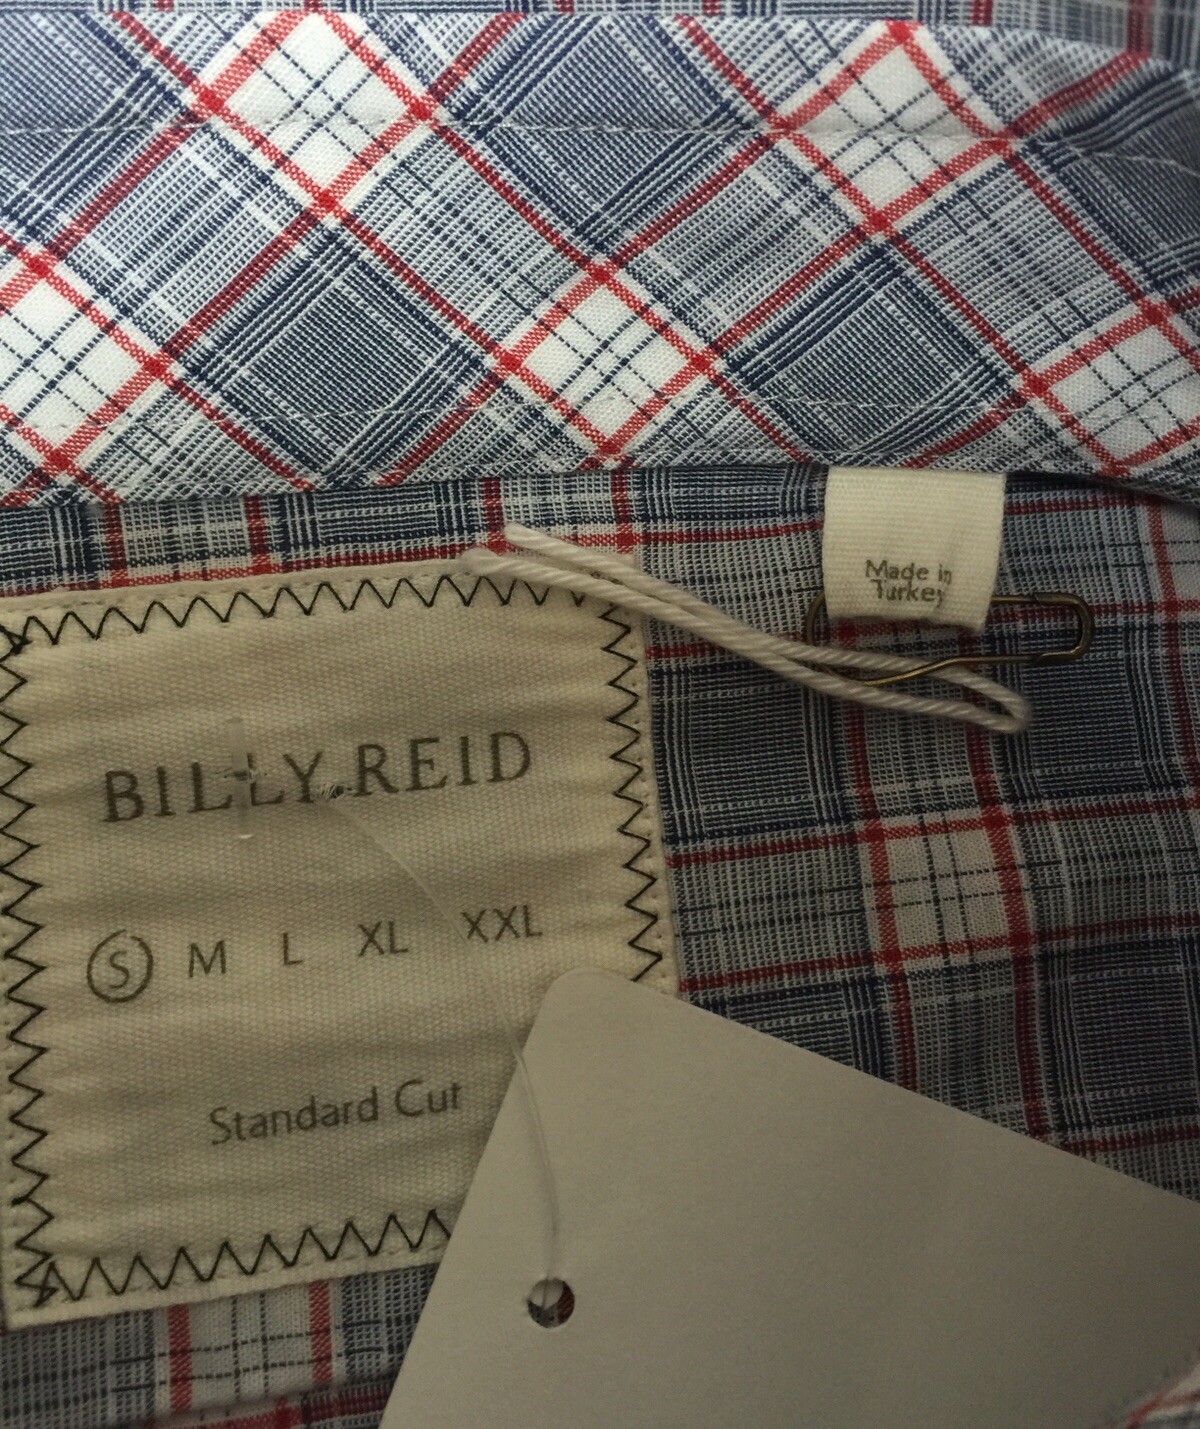 Made in
Turkey
BILLY REID
S M L XL XXL
Standard Cut